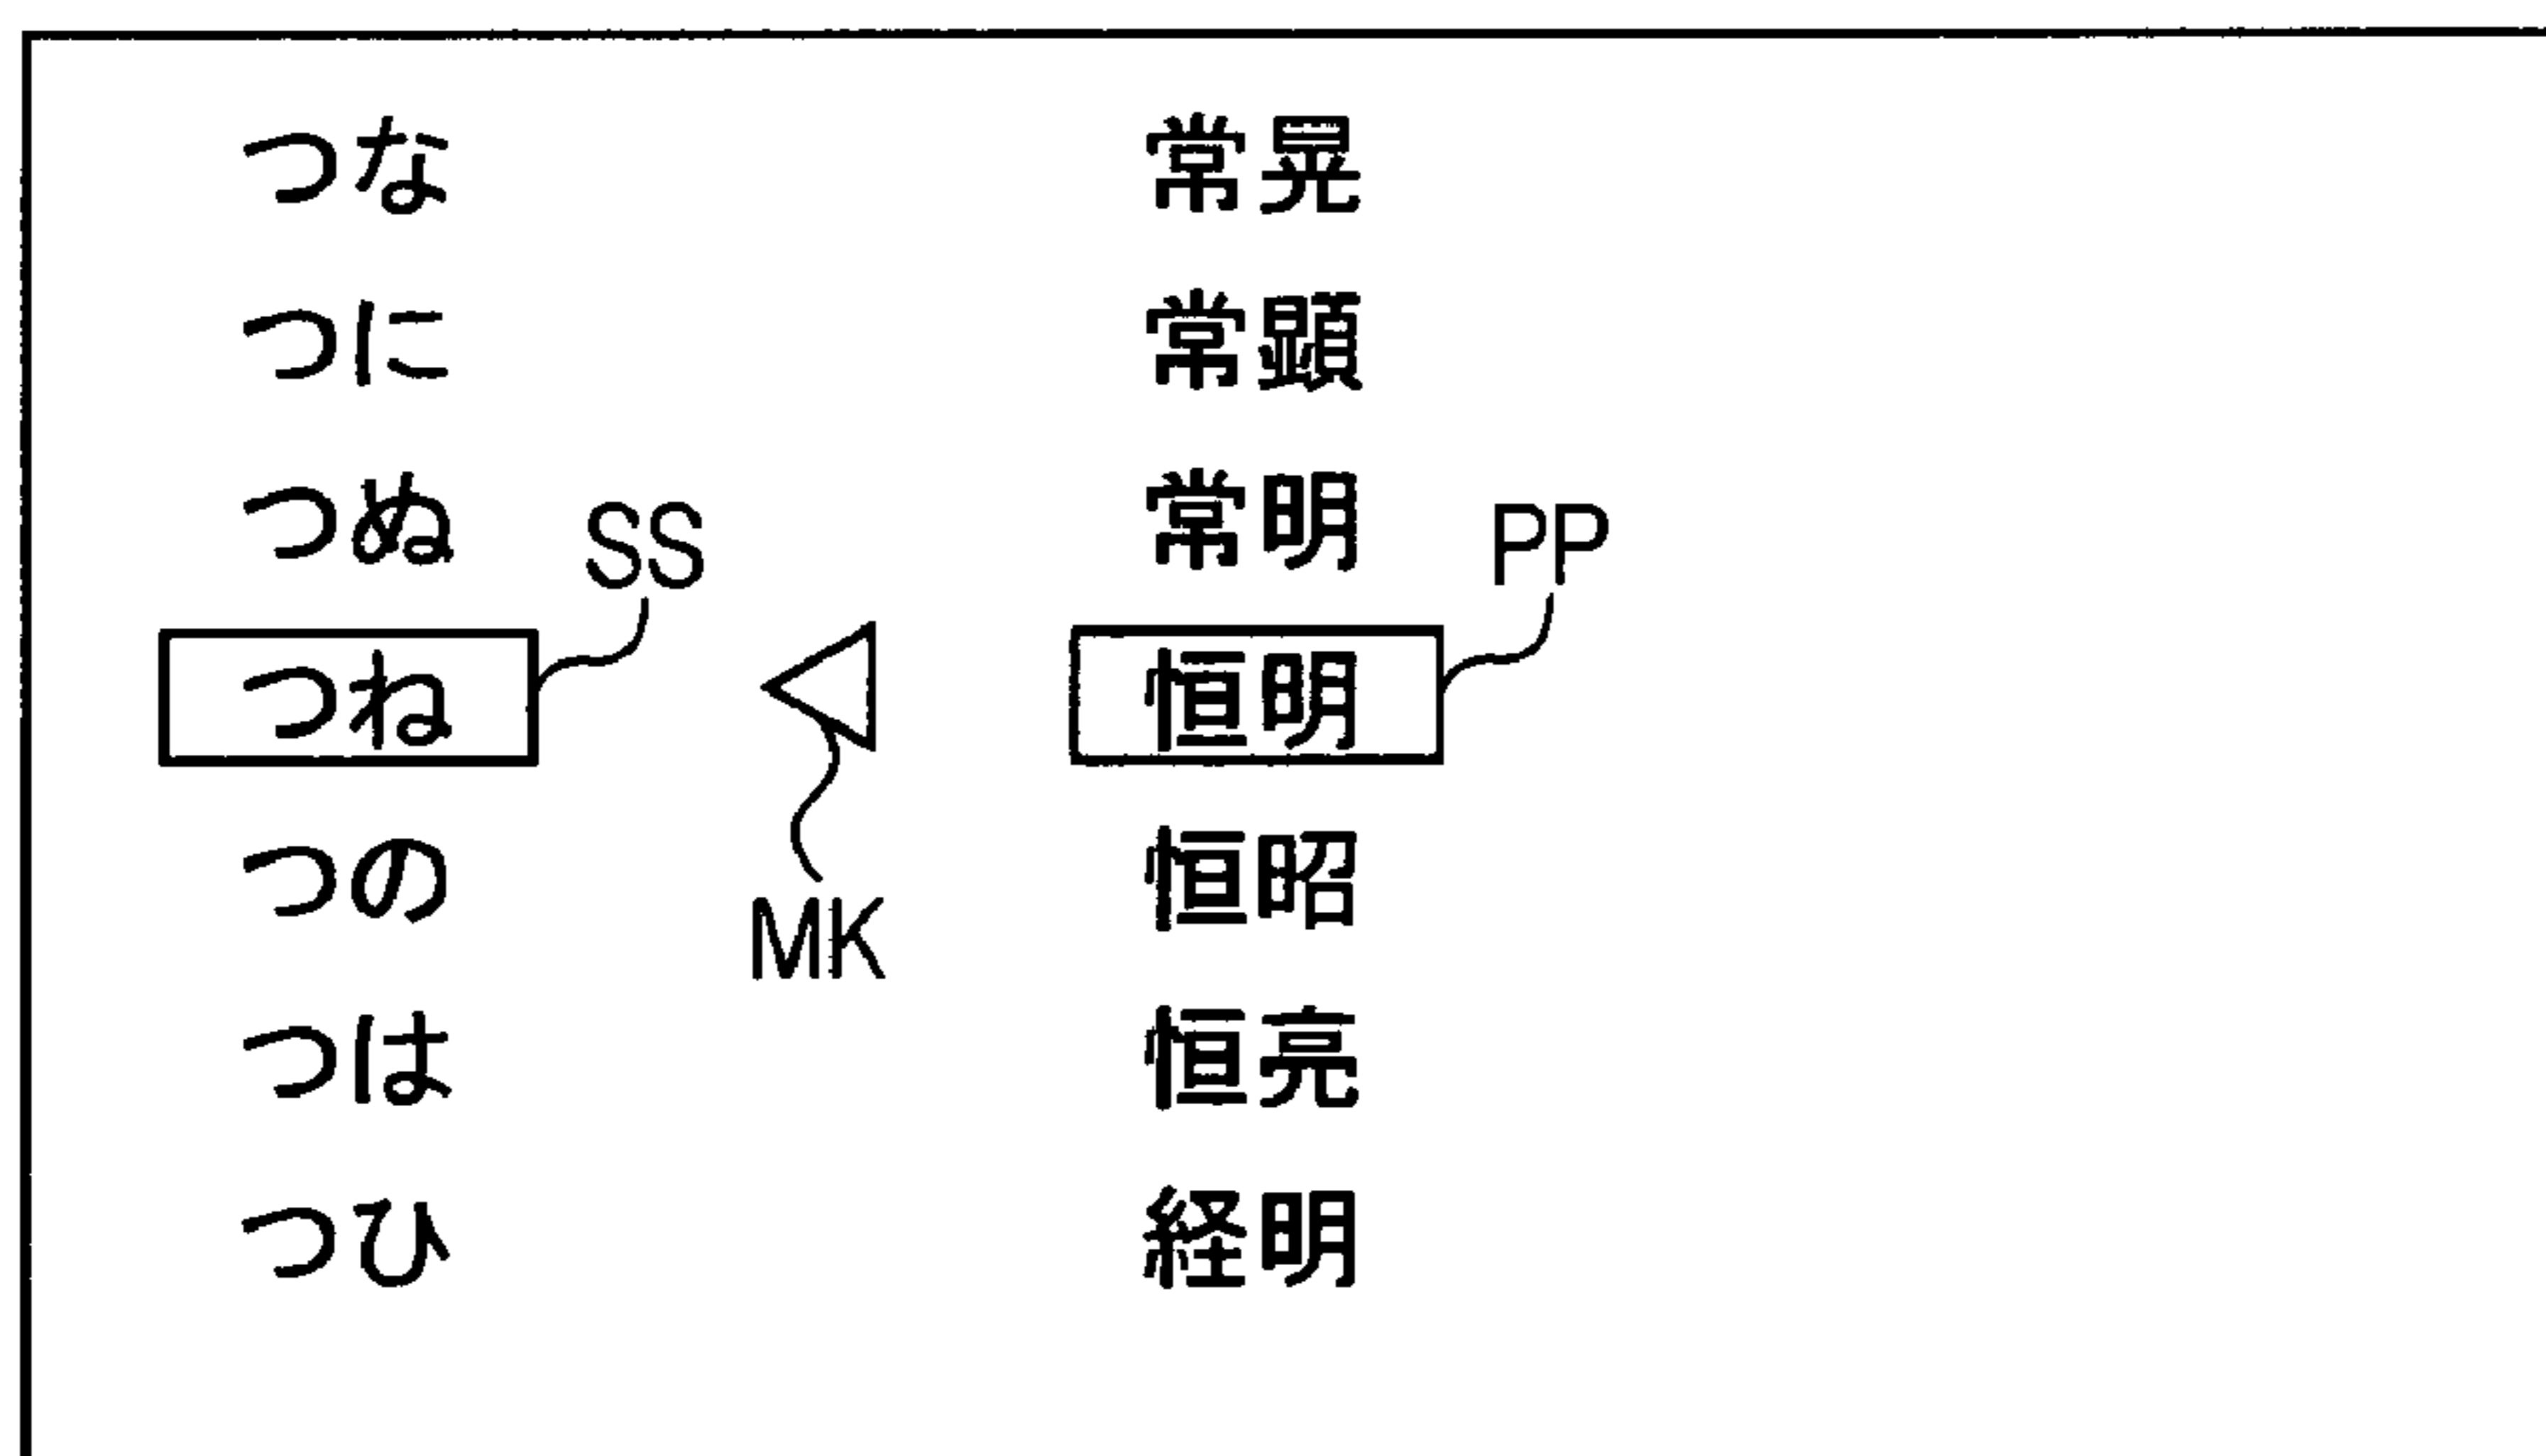 つな 常晃
つに 常顕
つぬ SS 常明 PP
つね 恒明
つの MK 恒昭
つは 恒亮
つひ 経明